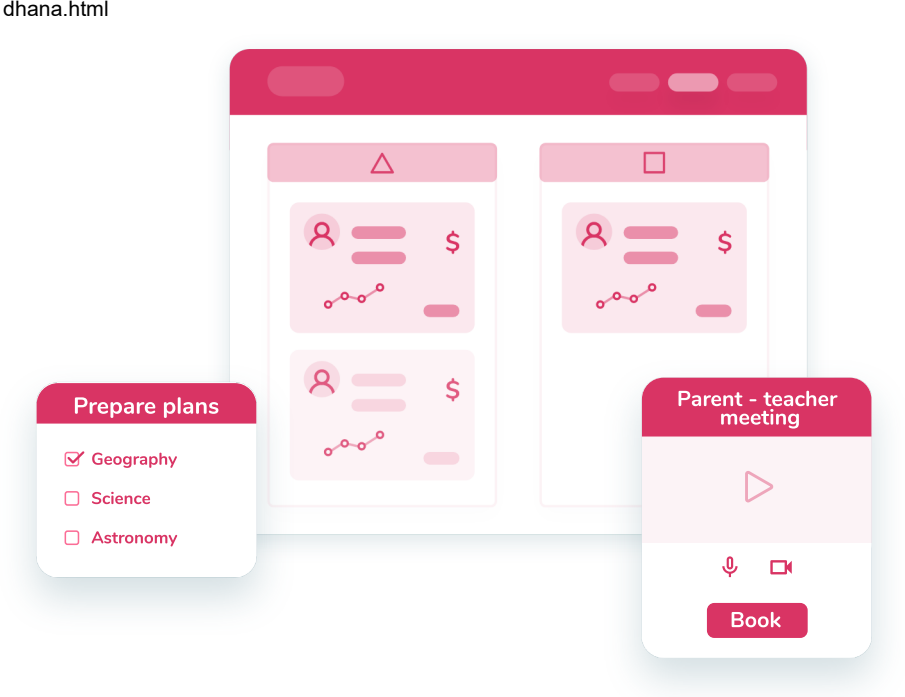 dhana.html
$
$
$
Prepare plans
Geography
Science
Astronomy
Parent - teacher
meeting
Book